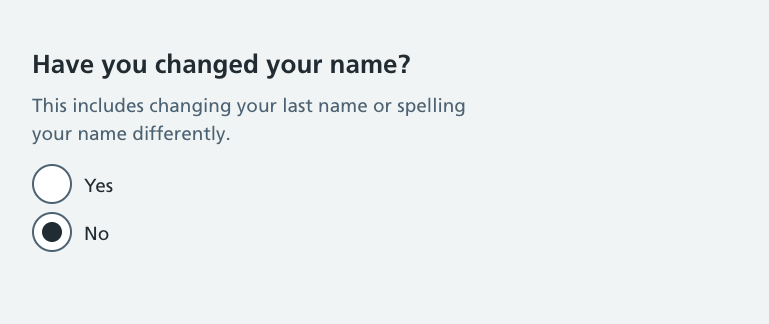 Have you changed your name?
This includes changing your last name or spelling
your name differently.
Yes
No